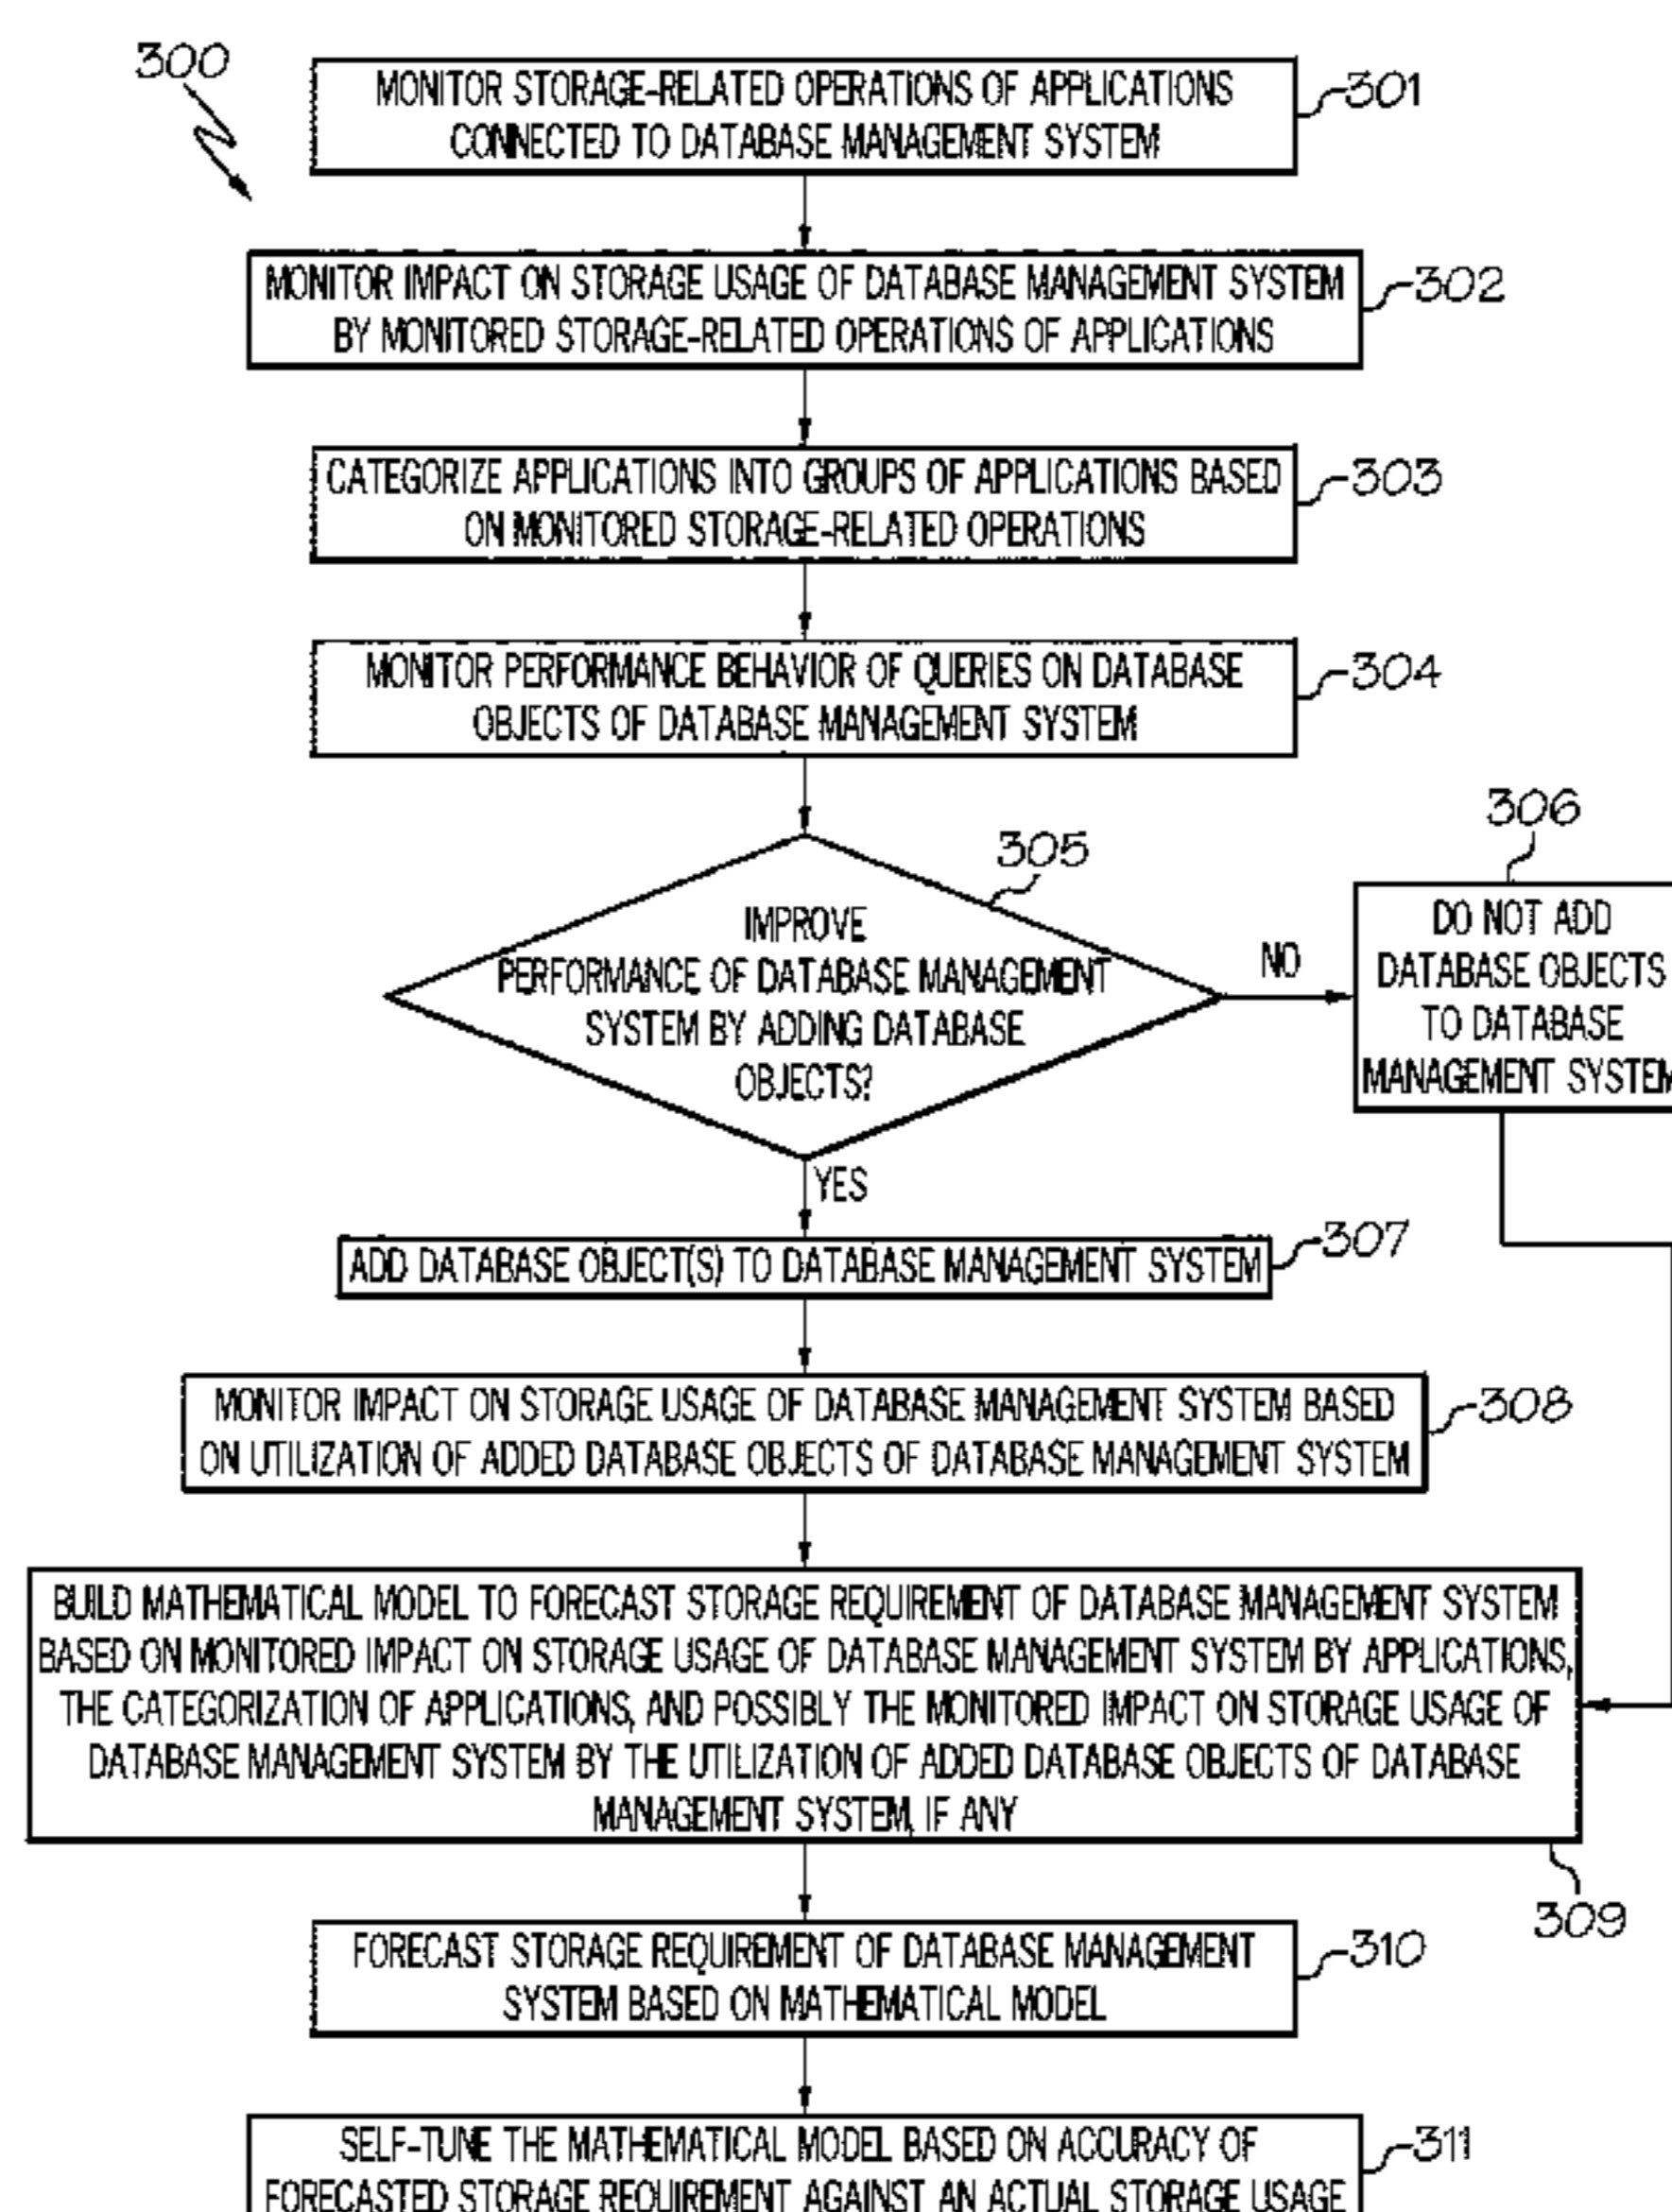 300
MONITOR STORAGE-RELATED OPERATIONS OF APPLICATIONS
CONNECTED TO DATABASE MANAGEMENT SYSTEM
301
MONITOR IMPACT ON STORAGE USAGE OF DATABASE MANAGEMENT SYSTEM
BY MONITORED STORAGE-RELATED OPERATIONS OF APPLICATIONS
302
CATEGORIZE APPLICATIONS INTO GROUPS OF APPLICATIONS BASED
ON MONITORED STORAGE-RELATED OPERATIONS
303
MONITOR PERFORMANCE BEHAVIOR OF QUERIES ON DATABASE
OBJECTS OF DATABASE MANAGEMENT SYSTEM
304
305
IMPROVE
PERFORMANCE OF DATABASE MANAGEMENT
SYSTEM BY ADDING DATABASE
OBJECTS?
NO
306
DO NOT ADD
DATABASE OBJECTS
TO DATABASE
MANAGEMENT SYSTEM
YES
ADD DATABASE OBJECT(S) TO DATABASE MANAGEMENT SYSTEM
307
MONITOR IMPACT ON STORAGE USAGE OF DATABASE MANAGEMENT SYSTEM BASED
ON UTILIZATION OF ADDED DATABASE OBJECTS OF DATABASE MANAGEMENT SYSTEM
308
BUILD MATHEMATICAL MODEL TO FORECAST STORAGE REQUIREMENT OF DATABASE MANAGEMENT SYSTEM
BASED ON MONITORED IMPACT ON STORAGE USAGE OF DATABASE MANAGEMENT SYSTEM BY APPLICATIONS,
THE CATEGORIZATION OF APPLICATIONS, AND POSSIBLY THE MONITORED IMPACT ON STORAGE USAGE OF
DATABASE MANAGEMENT SYSTEM BY THE UTILIZATION OF ADDED DATABASE OBJECTS OF DATABASE
MANAGEMENT SYSTEM, IF ANY
309
FORECAST STORAGE REQUIREMENT OF DATABASE MANAGEMENT
SYSTEM BASED ON MATHEMATICAL MODEL
310
SELF-TUNE THE MATHEMATICAL MODEL BASED ON ACCURACY OF
FORECASTED STORAGE REQUIREMENT AGAINST AN ACTUAL STORAGE USAGE
311